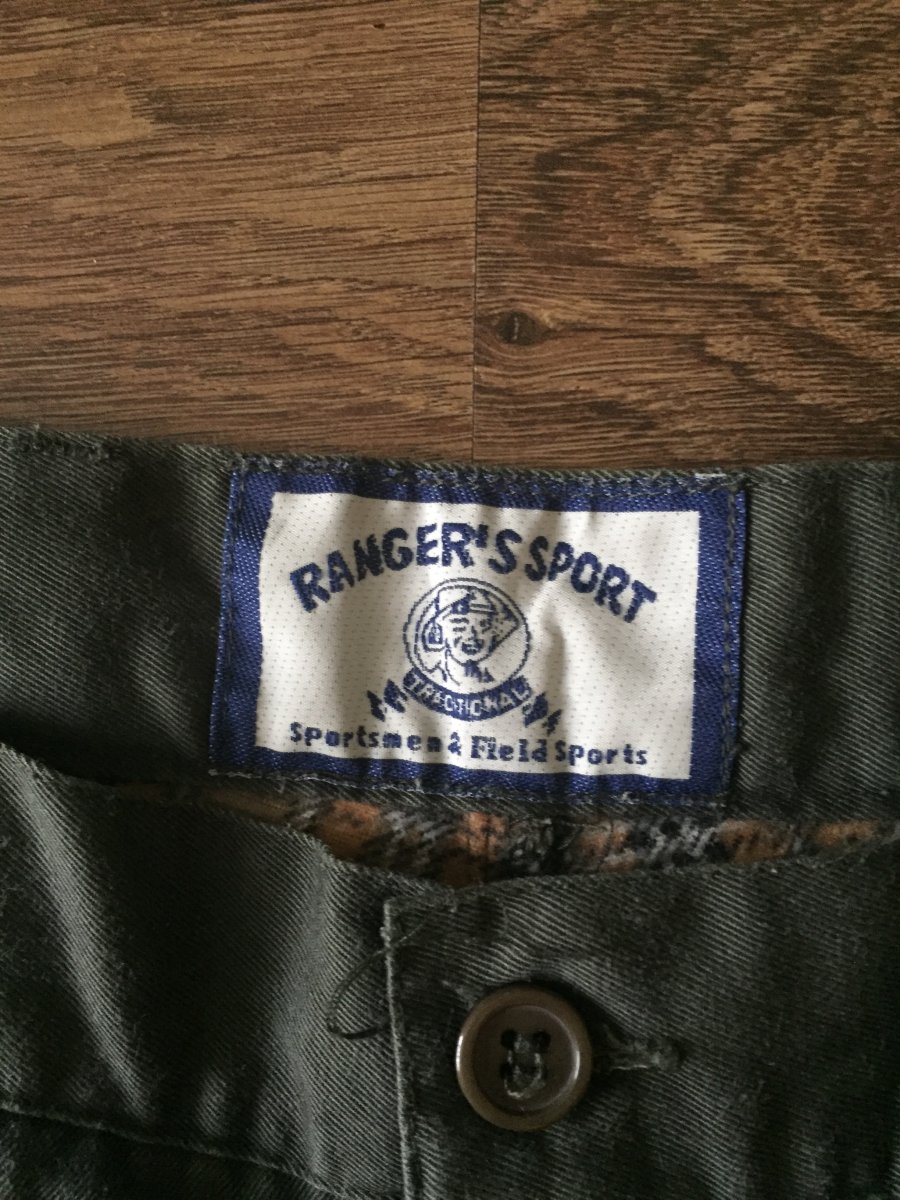 RANGER'S SPORT
TRADITIONAL
Sportsmen & Field Sports